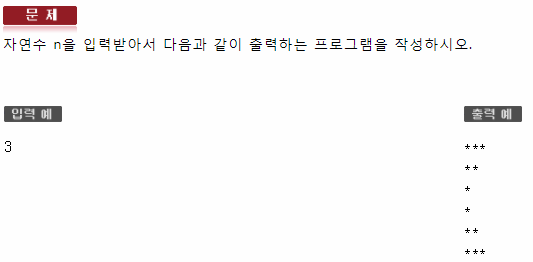 문 제
자연수 n을 입력받아서 다음과 같이 출력하는 프로그램을 작성하시오.
입력 예
출력 예
3
***
**
*
*
**
***